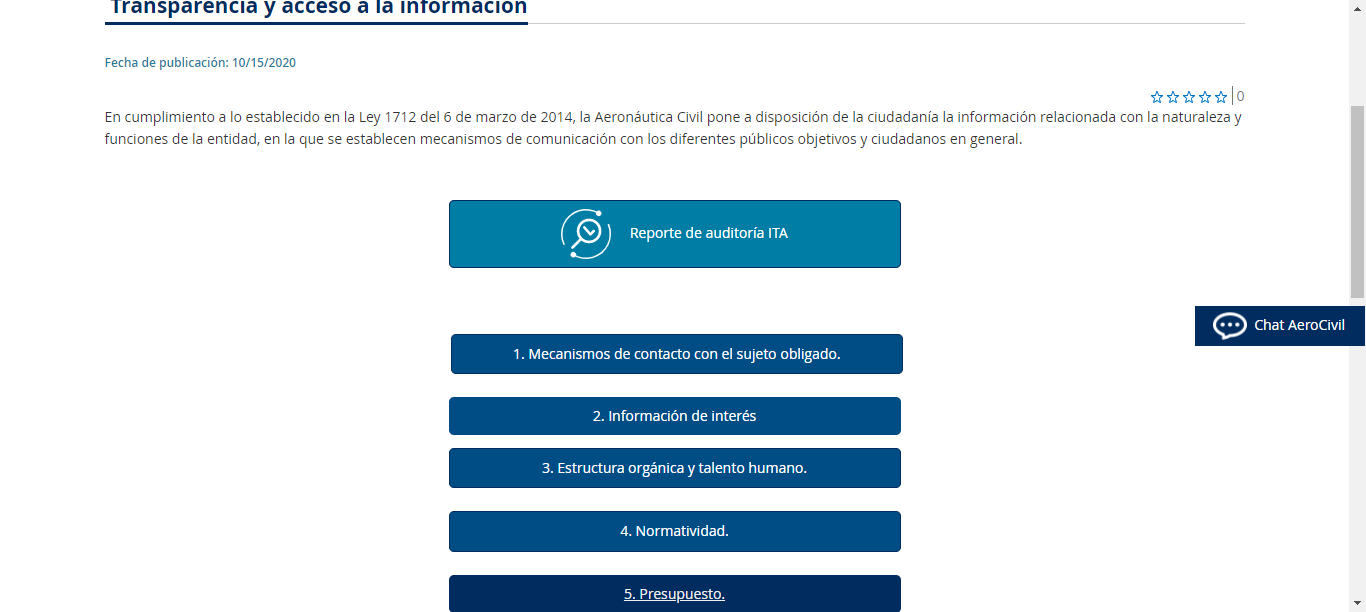 Transparencia y acceso a la información
Fecha de publicación: 10/15/2020
0
En cumplimiento a lo establecido en la Ley 1712 del 6 de marzo de 2014, la Aeronáutica Civil pone a disposición de la ciudadanía la información relacionada con la naturaleza y
funciones de la entidad, en la que se establecen mecanismos de comunicación con los diferentes públicos objetivos y ciudadanos en general.
Reporte de auditoría ITA
Chat AeroCivil
1. Mecanismos de contacto con el sujeto obligado.
2. Información de interés
3. Estructura orgánica y talento humano.
4. Normatividad.
5. Presupuesto.